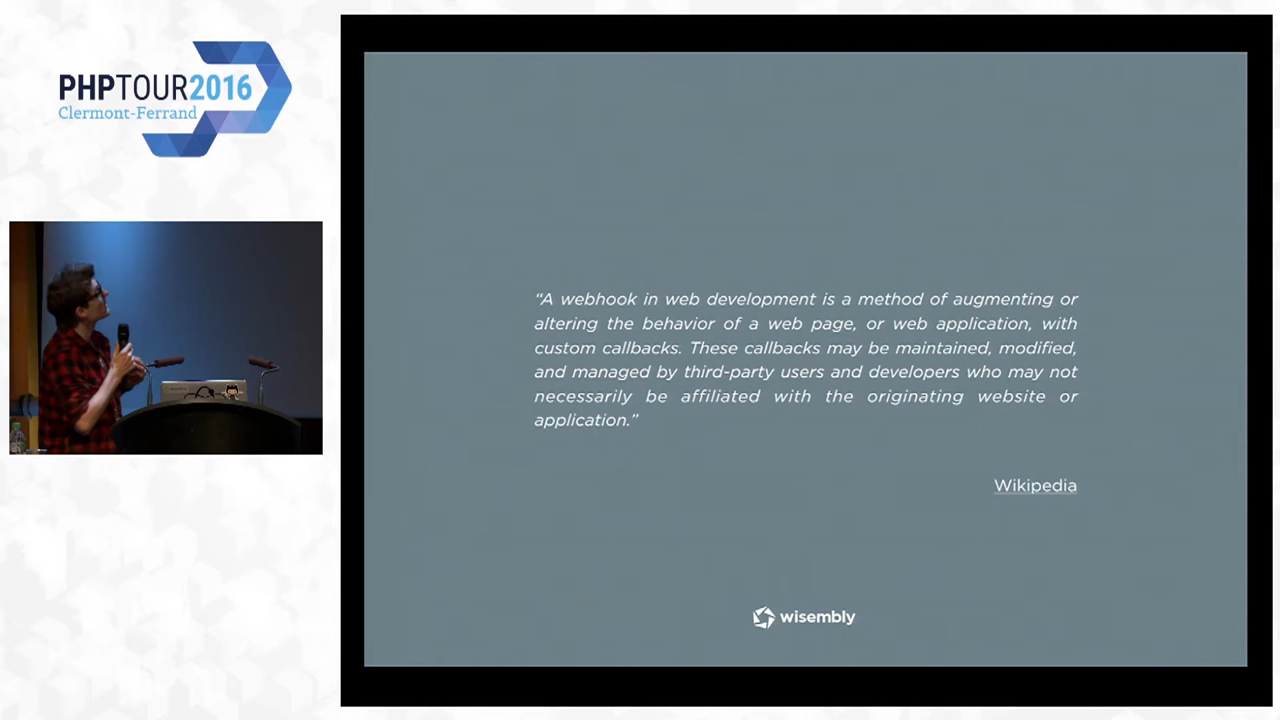 PHPTOUR2016
Clermont-Ferrand
“A webhook in web development is a method of augmenting or
altering the behavior of a web page, or web application, with
custom callbacks. These callbacks may be maintained, modified,
and managed by third-party users and developers who may not
necessarily be affiliated with the originating website or
application.”
Wikipedia
wisembly